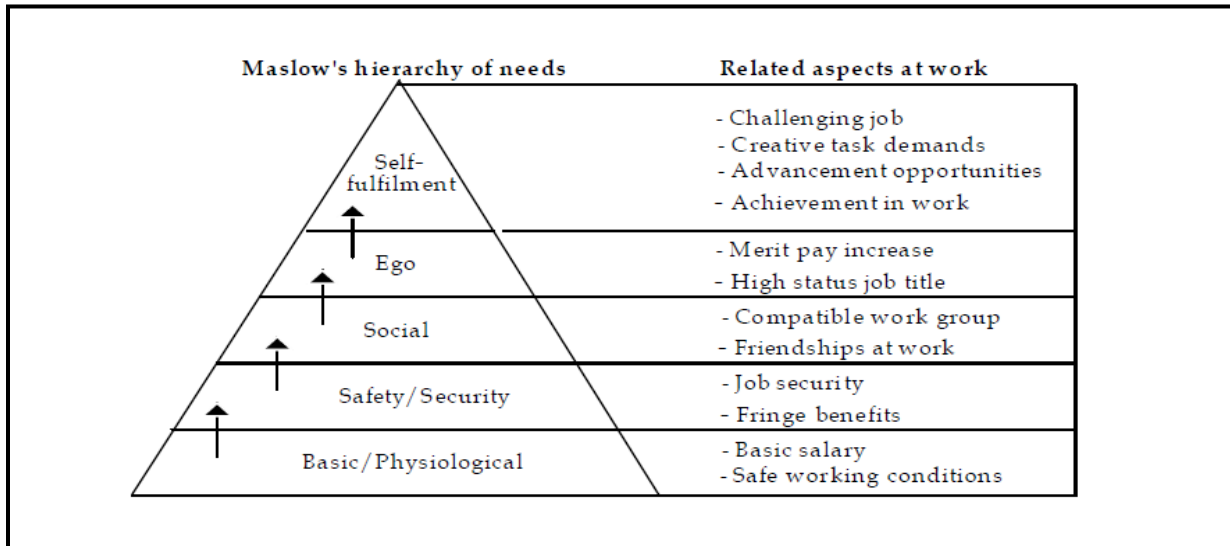 Maslow's hierarchy of needs
Related aspects at work
Self-
fulfilment
- Challenging job
- Creative task demands
- Advancement opportunities
- Achievement in work
Ego
- Merit pay increase
- High status job title
Social
- Compatible work group
- Friendships at work
Safety/Security
- Job security
- Fringe benefits
Basic/Physiological
- Basic salary
- Safe working conditions